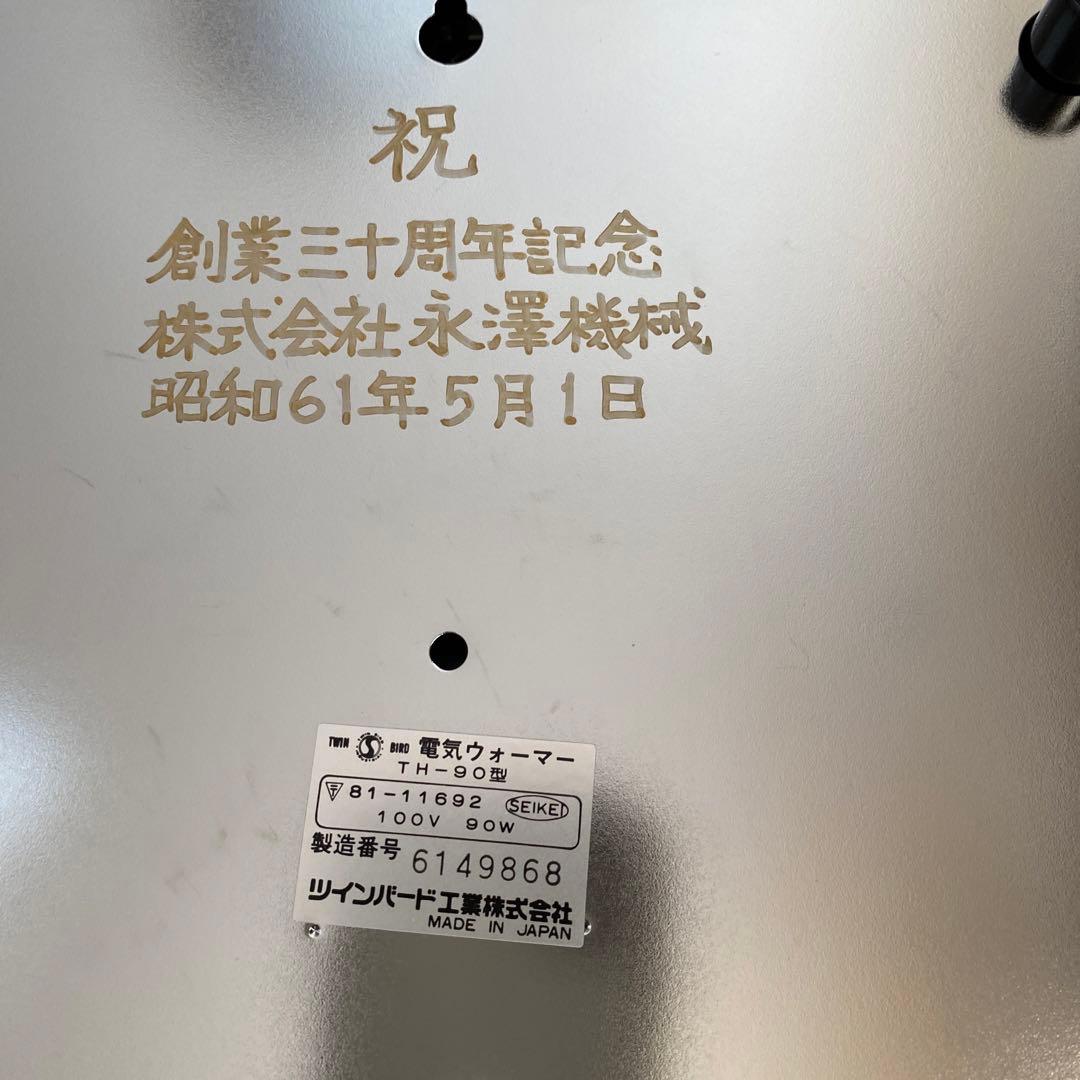 祝
創業三十周年記念
株式会社永澤機械
昭和61年5月1日
TWIN BIRD 電気ウォーマー
TH-90型
〒 81-11692 SEIKEI
100V 90W
製造番号 6149868
ツインバード工業株式会社
MADE IN JAPAN